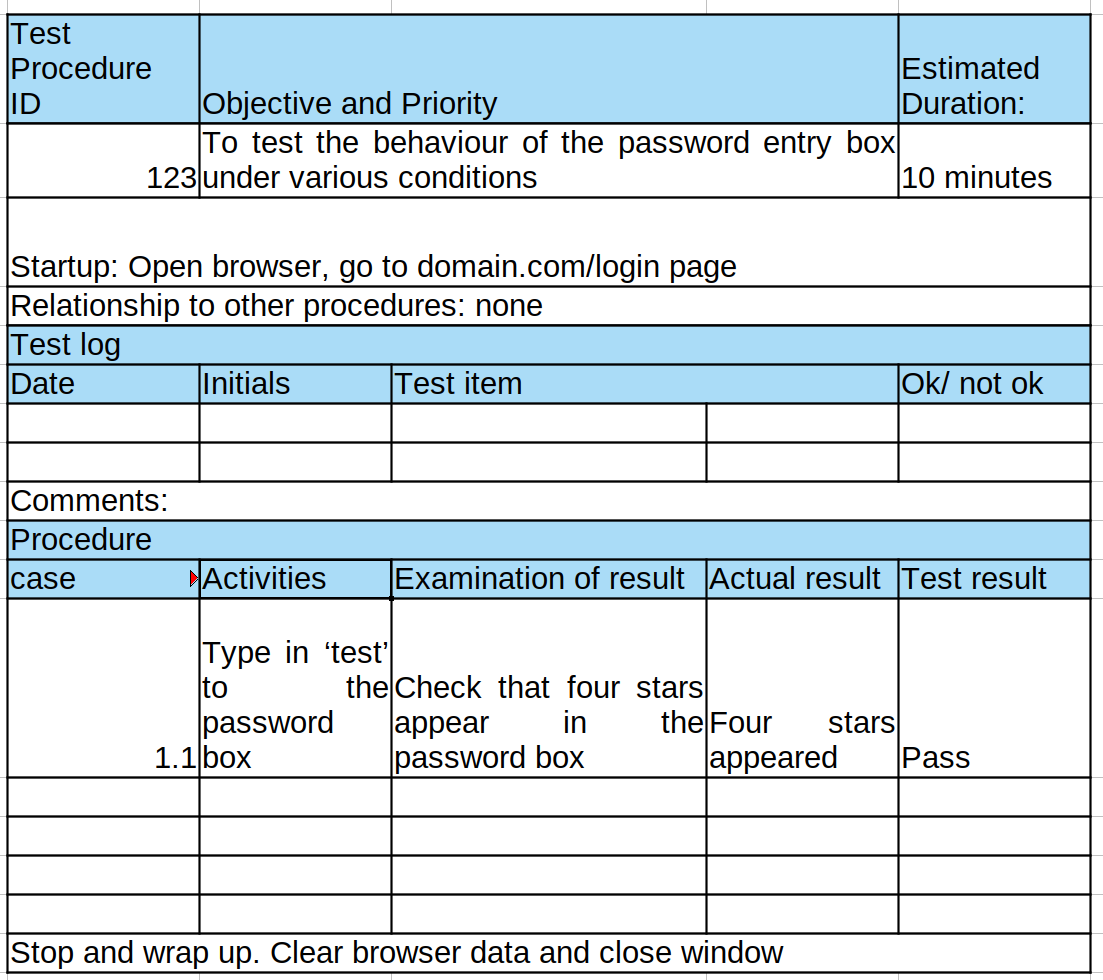 Test
Procedure
ID
Objective and Priority
Estimated
Duration:
123
To test the behaviour of the password entry box
under various conditions
10 minutes
Startup: Open browser, go to domain.com/login page
Relationship to other procedures: none
Test log
Date
Initials
Test item
Ok/ not ok
Comments:
Procedure
case
Activities
Examination of result
Actual result
Test result
1.1
Type in ‘test’
to the
password
box
Check that four stars
appear in the
password box
Four stars
appeared
Pass
Stop and wrap up. Clear browser data and close window